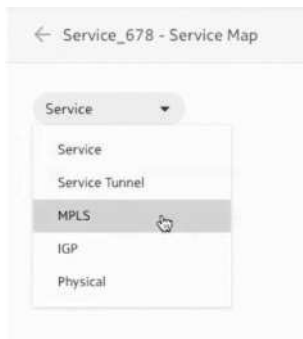 ← Service_678 - Service Map
Service
Service
Service Tunnel
MPLS
IGP
Physical